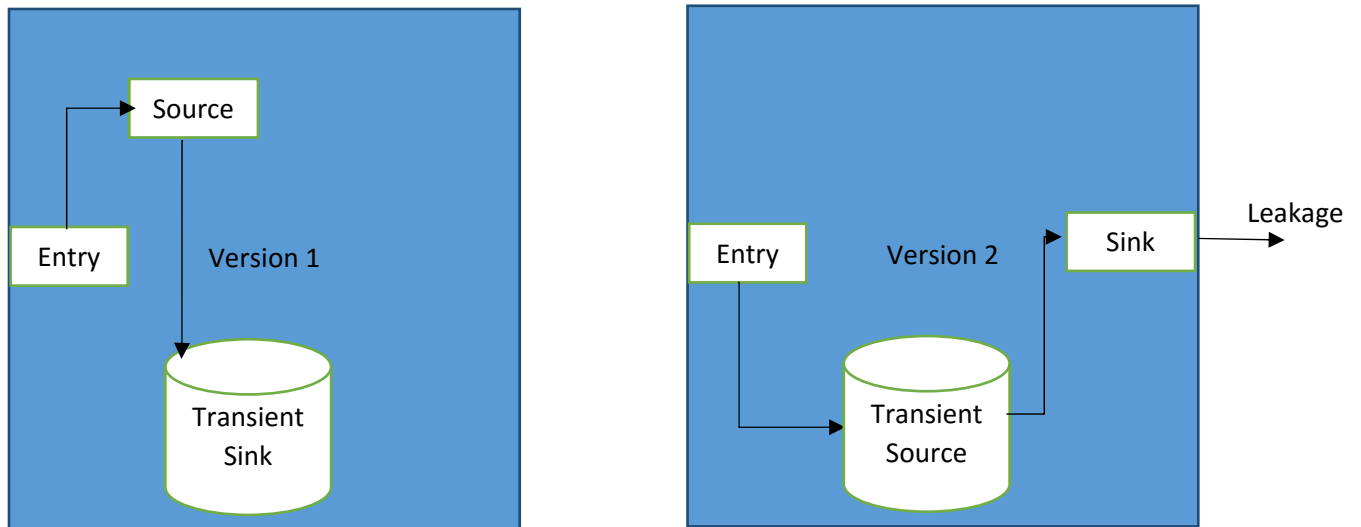 Source
Entry
Version 1
Transient
Sink
Entry
Version 2
Sink
Leakage
Transient
Source